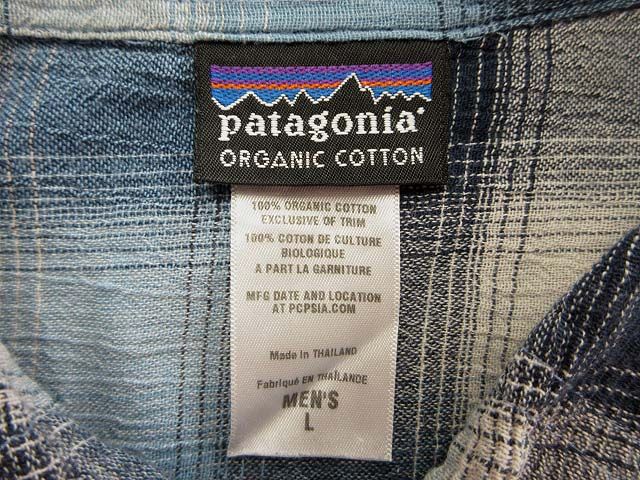 patagonia®
ORGANIC COTTON
100% ORGANIC COTTON
EXCLUSIVE OF TRIM
100% COTON DE CULTURE
BIOLOGIQUE
A PART LA GARNITURE
MFG DATE AND LOCATION
AT PCPSIA.COM
Made in THAILAND
Fabriqué EN THAÏLANDE
MEN'S
L